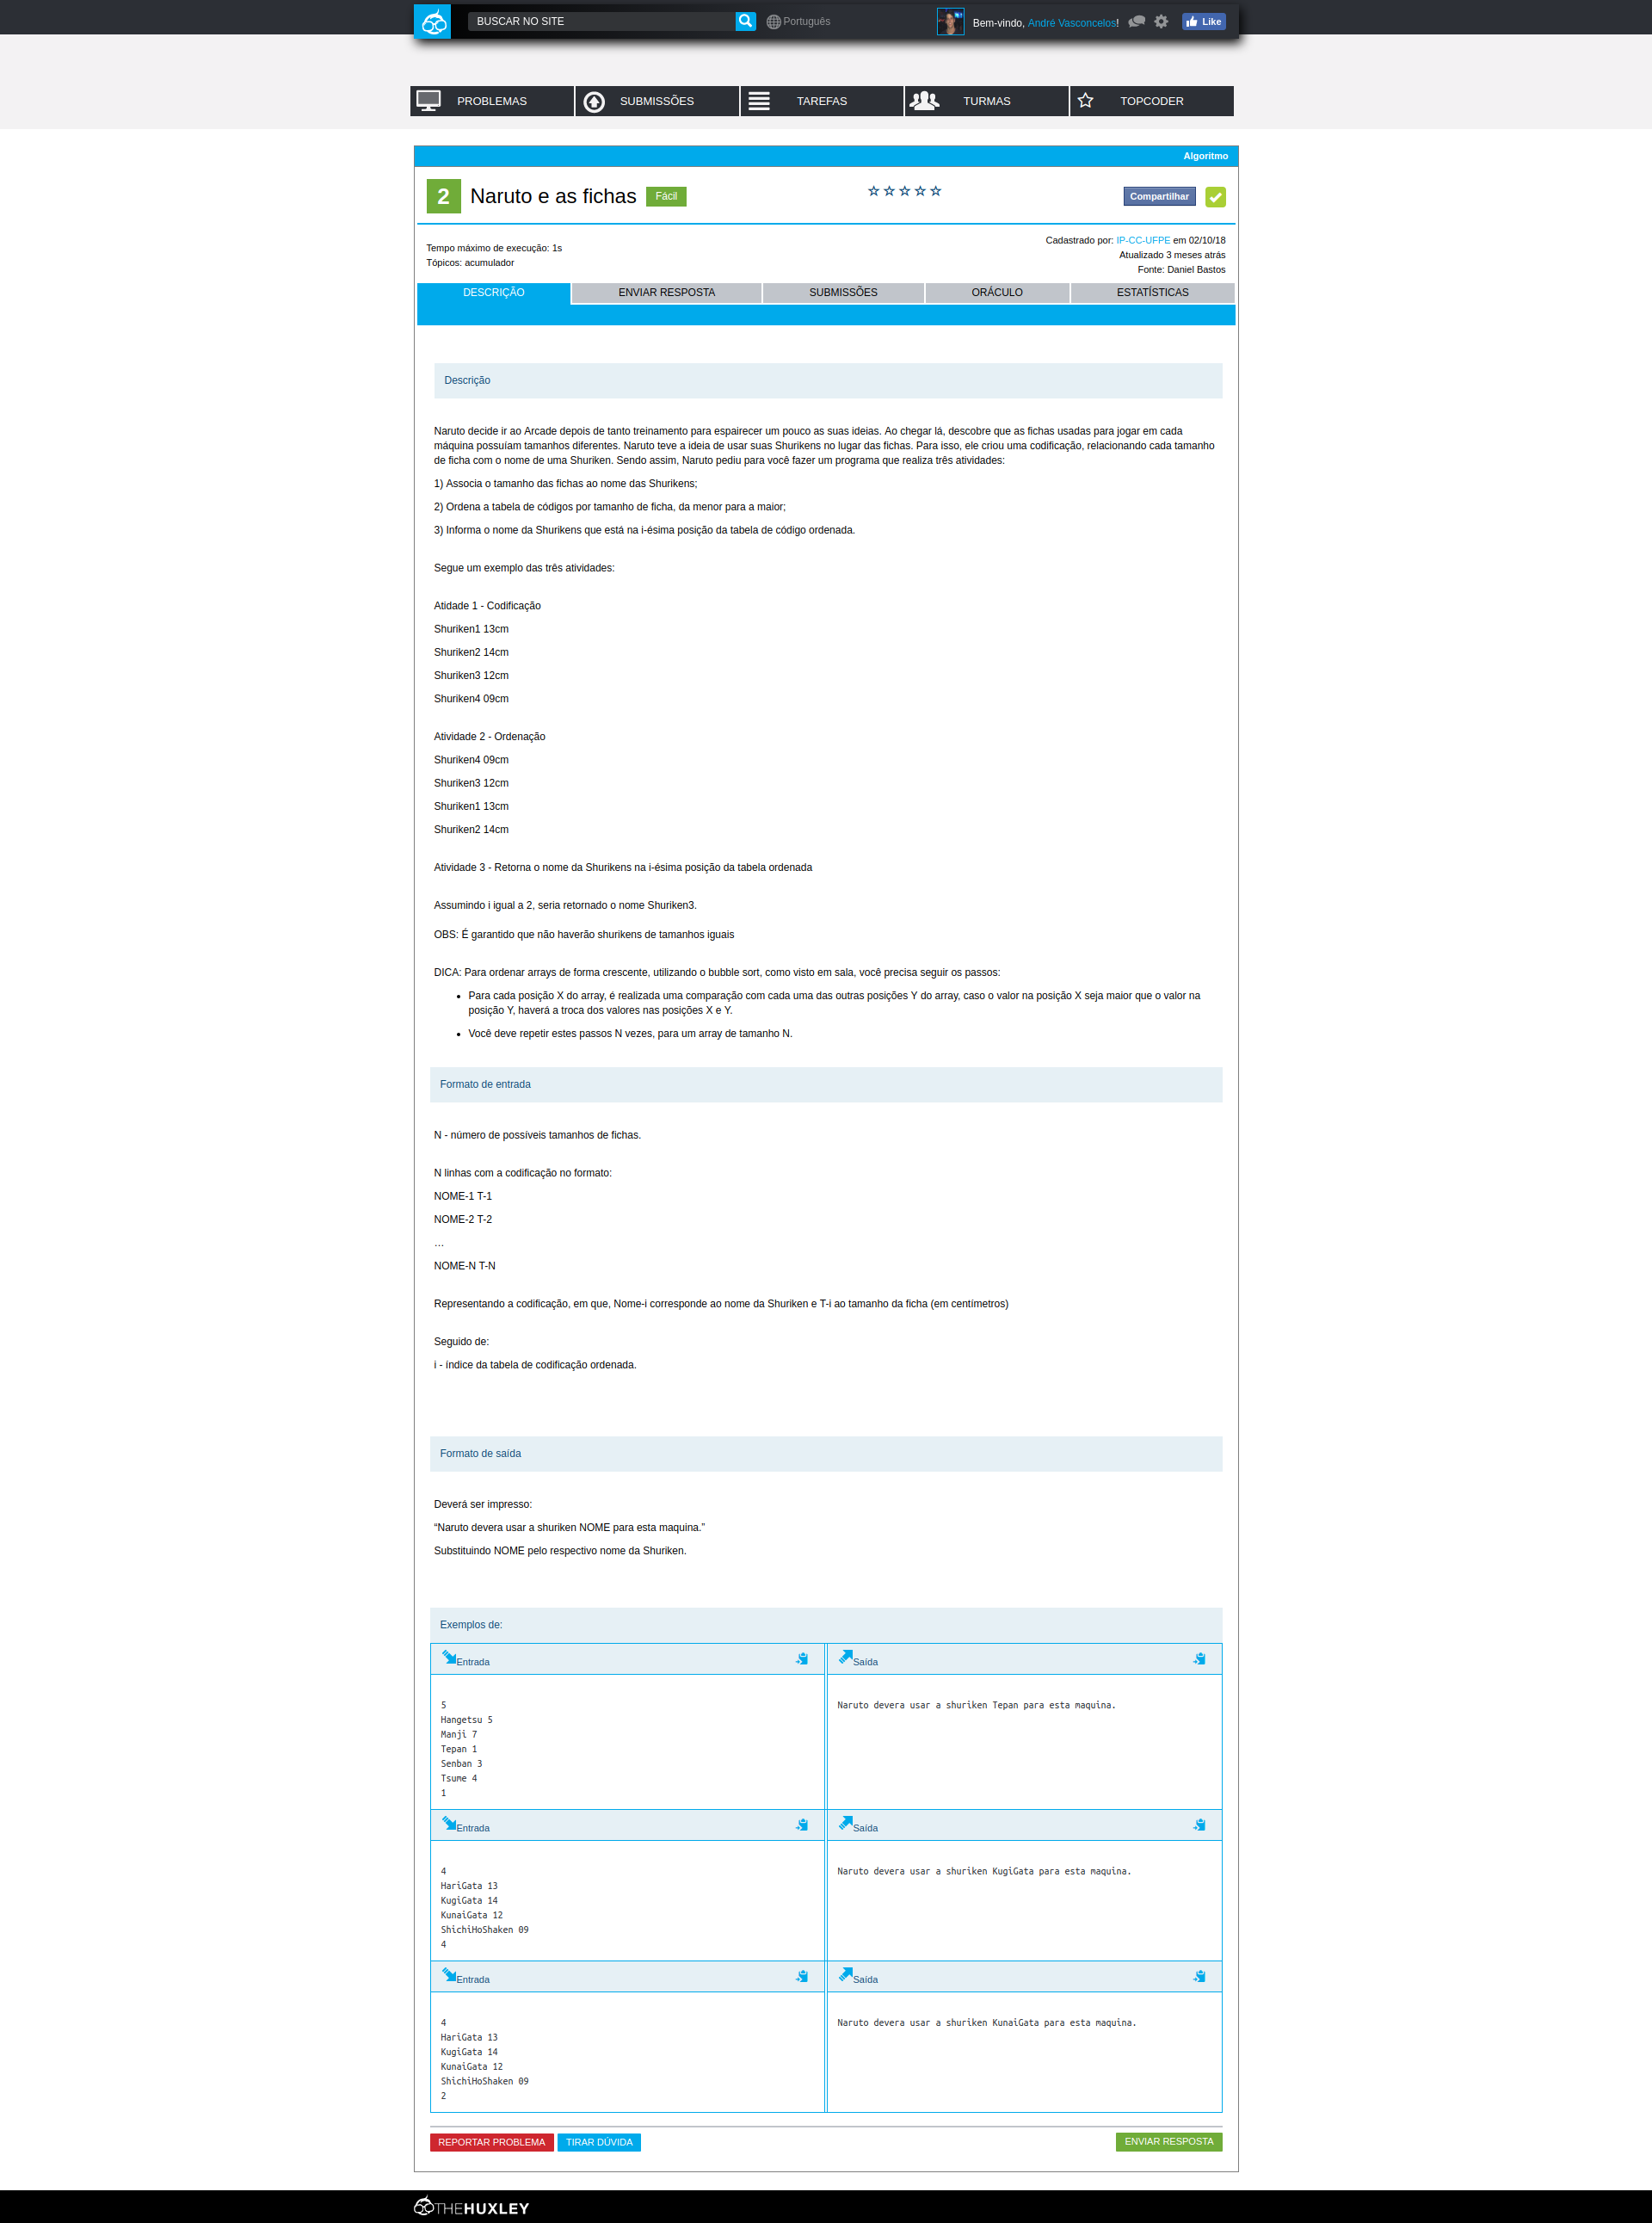 BUSCAR NO SITE
Português
Bem-vindo, André Vasconcelos!
Like
PROBLEMAS
SUBMISSÕES
TAREFAS
TURMAS
TOPCODER
Algoritmo
2
Naruto e as fichas
Fácil
Compartilhar
Tempo máximo de execução: 1s
Tópicos: acumulador
Cadastrado por: IP-CC-UFPE em 02/10/18
Atualizado 3 meses atrás
Fonte: Daniel Bastos
DESCRIÇÃO
ENVIAR RESPOSTA
SUBMISSÕES
ORÁCULO
ESTATÍSTICAS
Descrição
Naruto decide ir ao Arcade depois de tanto treinamento para espairecer um pouco as suas ideias. Ao chegar lá, descobre que as fichas usadas para jogar em cada
máquina possuíam tamanhos diferentes. Naruto teve a ideia de usar suas Shurikens no lugar das fichas. Para isso, ele criou uma codificação, relacionando cada tamanho
de ficha com o nome de uma Shuriken. Sendo assim, Naruto pediu para você fazer um programa que realiza três atividades:
1) Associa o tamanho das fichas ao nome das Shurikens;
2) Ordena a tabela de códigos por tamanho de ficha, da menor para a maior;
3) Informa o nome da Shurikens que está na i-ésima posição da tabela de código ordenada.
Segue um exemplo das três atividades:
Atidade 1 - Codificação
Shuriken1 13cm
Shuriken2 14cm
Shuriken3 12cm
Shuriken4 09cm
Atividade 2 - Ordenação
Shuriken4 09cm
Shuriken3 12cm
Shuriken1 13cm
Shuriken2 14cm
Atividade 3 - Retorna o nome da Shurikens na i-ésima posição da tabela ordenada
Assumindo i igual a 2, seria retornado o nome Shuriken3.
OBS: É garantido que não haverão shurikens de tamanhos iguais
DICA: Para ordenar arrays de forma crescente, utilizando o bubble sort, como visto em sala, você precisa seguir os passos:
• Para cada posição X do array, é realizada uma comparação com cada uma das outras posições Y do array, caso o valor na posição X seja maior que o valor na
posição Y, haverá a troca dos valores nas posições X e Y.
• Você deve repetir estes passos N vezes, para um array de tamanho N.
Formato de entrada
N - número de possíveis tamanhos de fichas.
N linhas com a codificação no formato:
NOME-1 T-1
NOME-2 T-2
…
NOME-N T-N
Representando a codificação, em que, Nome-i corresponde ao nome da Shuriken e T-i ao tamanho da ficha (em centímetros)
Seguido de:
i - índice da tabela de codificação ordenada.
Formato de saída
Deverá ser impresso:
“Naruto devera usar a shuriken NOME para esta maquina.”
Substituindo NOME pelo respectivo nome da Shuriken.
Exemplos de:
Entrada
Saída
5
Hangetsu 5
Manji 7
Tepan 1
Senban 3
Tsume 4
1
Naruto devera usar a shuriken Tepan para esta maquina.
Entrada
Saída
4
HariGata 13
KugiGata 14
KunaiGata 12
ShichiHoShaken 09
4
Naruto devera usar a shuriken KugiGata para esta maquina.
Entrada
Saída
4
HariGata 13
KugiGata 14
KunaiGata 12
ShichiHoShaken 09
2
Naruto devera usar a shuriken KunaiGata para esta maquina.
REPORTAR PROBLEMA
TIRAR DÚVIDA
ENVIAR RESPOSTA
THEHUXLEY